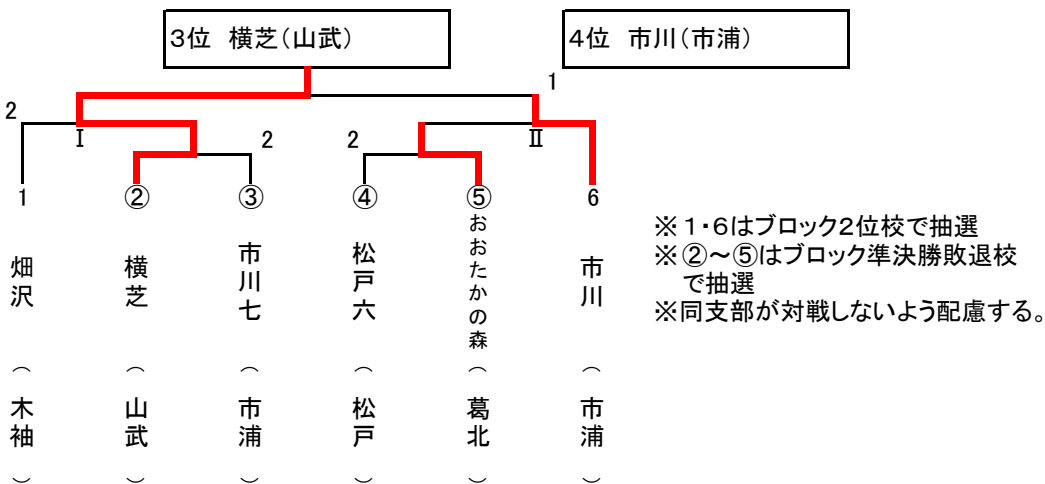 3位 横芝(山武)
4位 市川(市浦)
1
2
Ⅰ
Ⅱ
2
2
1
②
③
④
⑤
6
畑沢(木袖)
横芝(山武)
市川七(市浦)
松戸六(松戸)
おおたかの森(葛北)
市川(市浦)
※1・6はブロック2位校で抽選
※②～⑤はブロック準決勝敗退校
で抽選
※同支部が対戦しないよう配慮する。